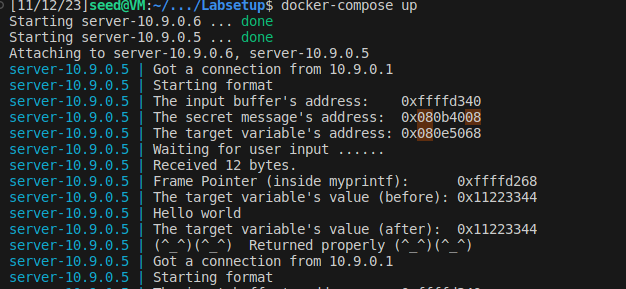 [11/12/23]seed@VM:~/.../Labsetup$ docker-compose up
Starting server-10.9.0.6 ... done
Starting server-10.9.0.5 ... done
Attaching to server-10.9.0.6, server-10.9.0.5
server-10.9.0.5 | Got a connection from 10.9.0.1
server-10.9.0.5 | Starting format
server-10.9.0.5 | The input buffer's address:    0xffffd340
server-10.9.0.5 | The secret message's address:  0x080b4008
server-10.9.0.5 | The target variable's address: 0x080e5068
server-10.9.0.5 | Waiting for user input ......
server-10.9.0.5 | Received 12 bytes.
server-10.9.0.5 | Frame Pointer (inside myprintf):      0xffffd268
server-10.9.0.5 | The target variable's value (before): 0x11223344
server-10.9.0.5 | Hello world
server-10.9.0.5 | The target variable's value (after):  0x11223344
server-10.9.0.5 | (^_^)(^_^)  Returned properly (^_^)(^_^)
server-10.9.0.5 | Got a connection from 10.9.0.1
server-10.9.0.5 | Starting format